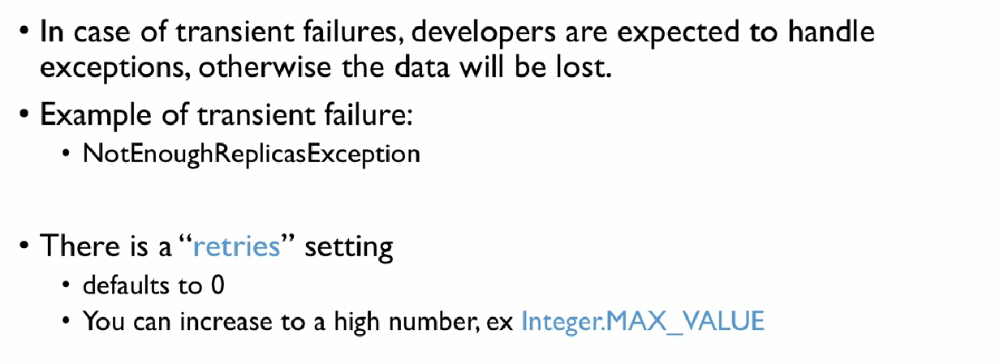 • In case of transient failures, developers are expected to handle
exceptions, otherwise the data will be lost.
• Example of transient failure:
• NotEnoughReplicasException
• There is a “retries” setting
• defaults to 0
• You can increase to a high number, ex Integer.MAX_VALUE